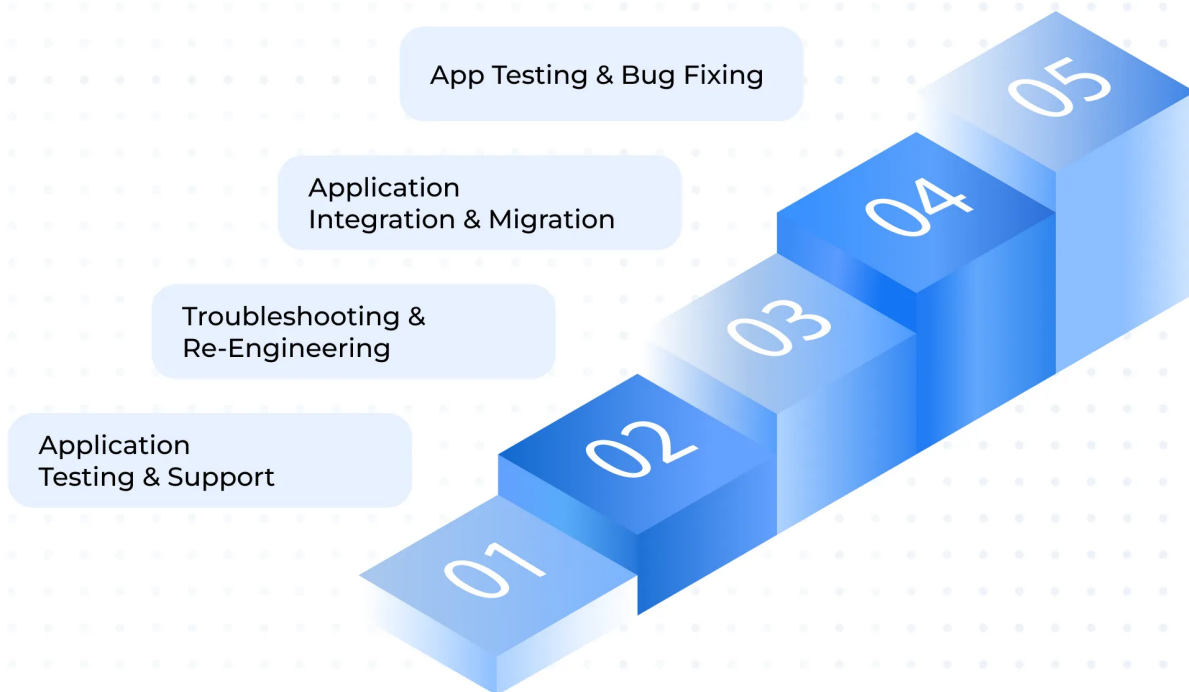 App Testing & Bug Fixing
05
Application
Integration & Migration
04
Troubleshooting &
Re-Engineering
03
Application
Testing & Support
02
01